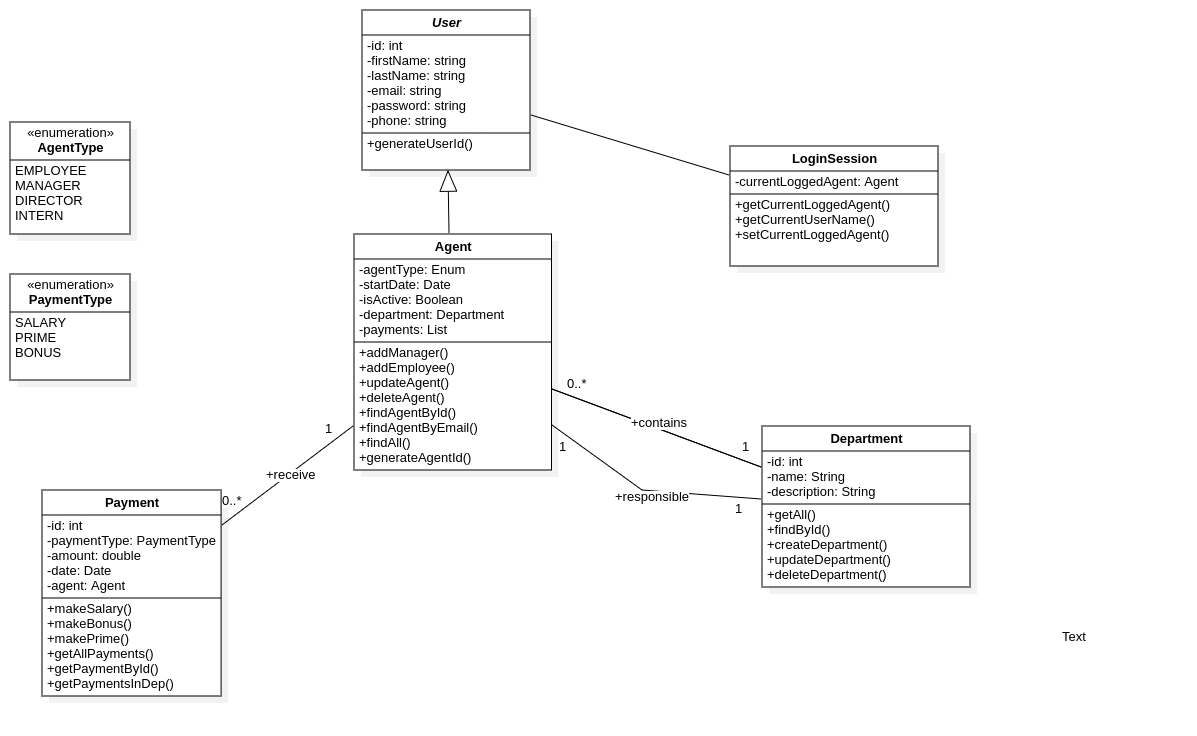 User
-id: int
-firstName: string
-lastName: string
-email: string
-password: string
-phone: string
+generateUserId()
«enumeration»
AgentType
EMPLOYEE
MANAGER
DIRECTOR
INTERN
LoginSession
-currentLoggedAgent: Agent
+getCurrentLoggedAgent()
+getCurrentUserName()
+setCurrentLoggedAgent()
«enumeration»
PaymentType
SALARY
PRIME
BONUS
Agent
-agentType: Enum
-startDate: Date
-isActive: Boolean
-department: Department
-payments: List
+addManager()
+addEmployee()
+updateAgent()
+deleteAgent()
+findAgentById()
+findAgentByEmail()
+findAll()
+generateAgentId()
0..*
+contains
1
1
+responsible
1
1
+receive
0..*
Department
-id: int
-name: String
-description: String
+getAll()
+findById()
+createDepartment()
+updateDepartment()
+deleteDepartment()
Payment
-id: int
-paymentType: PaymentType
-amount: double
-date: Date
-agent: Agent
+makeSalary()
+makeBonus()
+makePrime()
+getAllPayments()
+getPaymentById()
+getPaymentsInDep()
Text